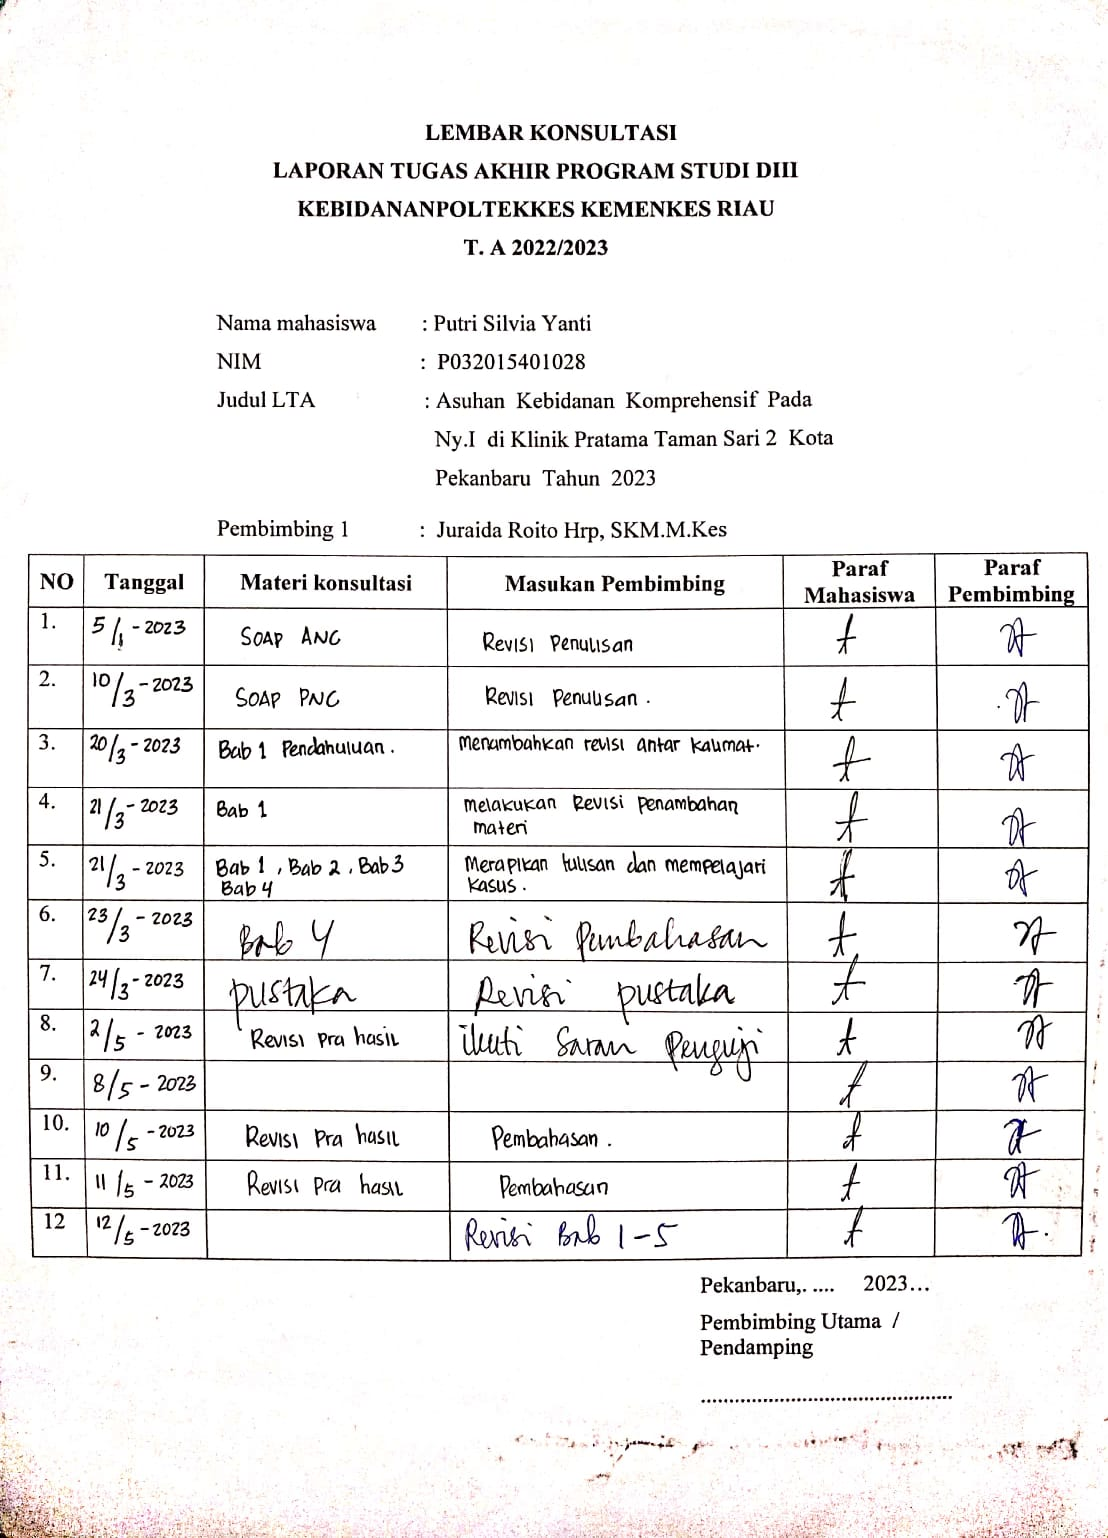 LEMBAR KONSULTASI
LAPORAN TUGAS AKHIR PROGRAM STUDI DIII
KEBIDANANPOLTEKKES KEMENKES RIAU
T. A 2022/2023
Nama mahasiswa : Putri Silvia Yanti
NIM : P032015401028
Judul LTA : Asuhan Kebidanan Komprehensif Pada
Ny.I di Klinik Pratama Taman Sari 2 Kota
Pekanbaru Tahun 2023
Pembimbing 1 : Juraida Roito Hrp, SKM.M.Kes
NO Tanggal Materi konsultasi Masukan Pembimbing Paraf Mahasiswa Paraf Pembimbing
1. 5/1 - 2023 SOAP ANC Revisi Penulisan
2. 10/3 - 2023 SOAP PNC Revisi Penulisan.
3. 20/3 - 2023 Bab 1 Pendahuluan. Menambahkan revisi antar kalimat.
4. 21/3 - 2023 Bab 1 Melakukan Revisi Penambahan
materi
5. 21/3 - 2023 Bab 1, Bab 2, Bab 3 Merapikan tulisan dan mempelajari
Bab 4 kasus.
6. 23/3 - 2023 Bab 4 Revisi Pembahasan
7. 24/3 - 2023 pustaka Revisi pustaka
8. 2/5 - 2023 Revisi Pra hasil ikuti Saran Penguji
9. 8/5 - 2023
10. 10/5 - 2023 Revisi Pra hasil Pembahasan.
11. 11/5 - 2023 Revisi Pra hasil Pembahasan
12 12/5 - 2023 Revisi Bab 1-5
Pekanbaru,. .... 2023...
Pembimbing Utama /
Pendamping